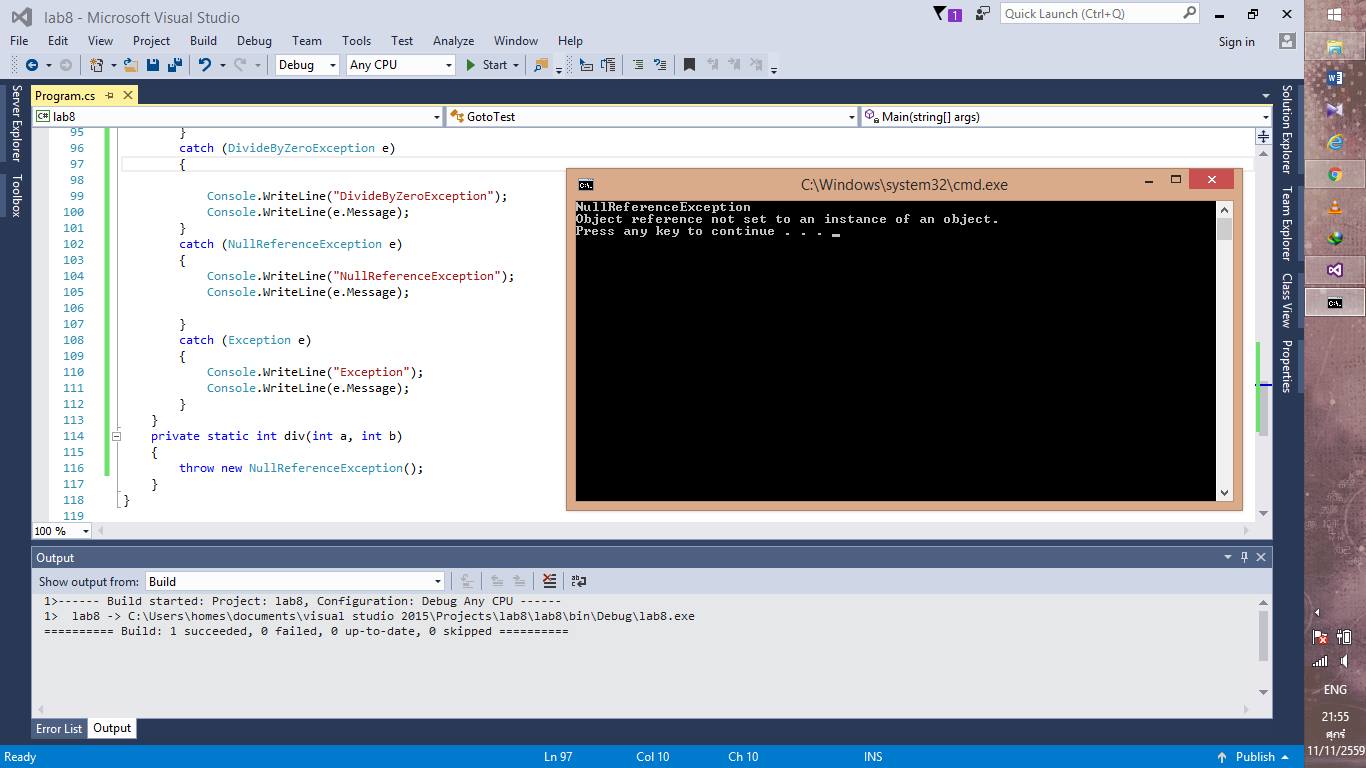 lab8 - Microsoft Visual Studio
1
Quick Launch (Ctrl+Q)
File Edit View Project Build Debug Team Tools Test Analyze Window Help
Sign in
Debug Any CPU Start
Server Explorer
Toolbox
Program.cs
C# lab8
GotoTest
Main(string[] args)
95 }
96 catch (DivideByZeroException e)
97 {
98
99 Console.WriteLine("DivideByZeroException");
100 Console.WriteLine(e.Message);
101 }
102 catch (NullReferenceException e)
103 {
104 Console.WriteLine("NullReferenceException");
105 Console.WriteLine(e.Message);
106
107 }
108 catch (Exception e)
109 {
110 Console.WriteLine("Exception");
111 Console.WriteLine(e.Message);
112 }
113 }
114 private static int div(int a, int b)
115 {
116 throw new NullReferenceException();
117 }
118 }
119
100 %
C:\Windows\system32\cmd.exe
NullReferenceException
Object reference not set to an instance of an object.
Press any key to continue . . . _
Solution Explorer
Team Explorer
Class View
Properties
Output
Show output from: Build
1>------ Build started: Project: lab8, Configuration: Debug Any CPU ------
1>  lab8 -> C:\Users\homes\documents\visual studio 2015\Projects\lab8\lab8\bin\Debug\lab8.exe
========== Build: 1 succeeded, 0 failed, 0 up-to-date, 0 skipped ==========
Error List Output
Ready Ln 97 Col 10 Ch 10 INS Publish
ENG
21:55
ศุกร์
11/11/2559